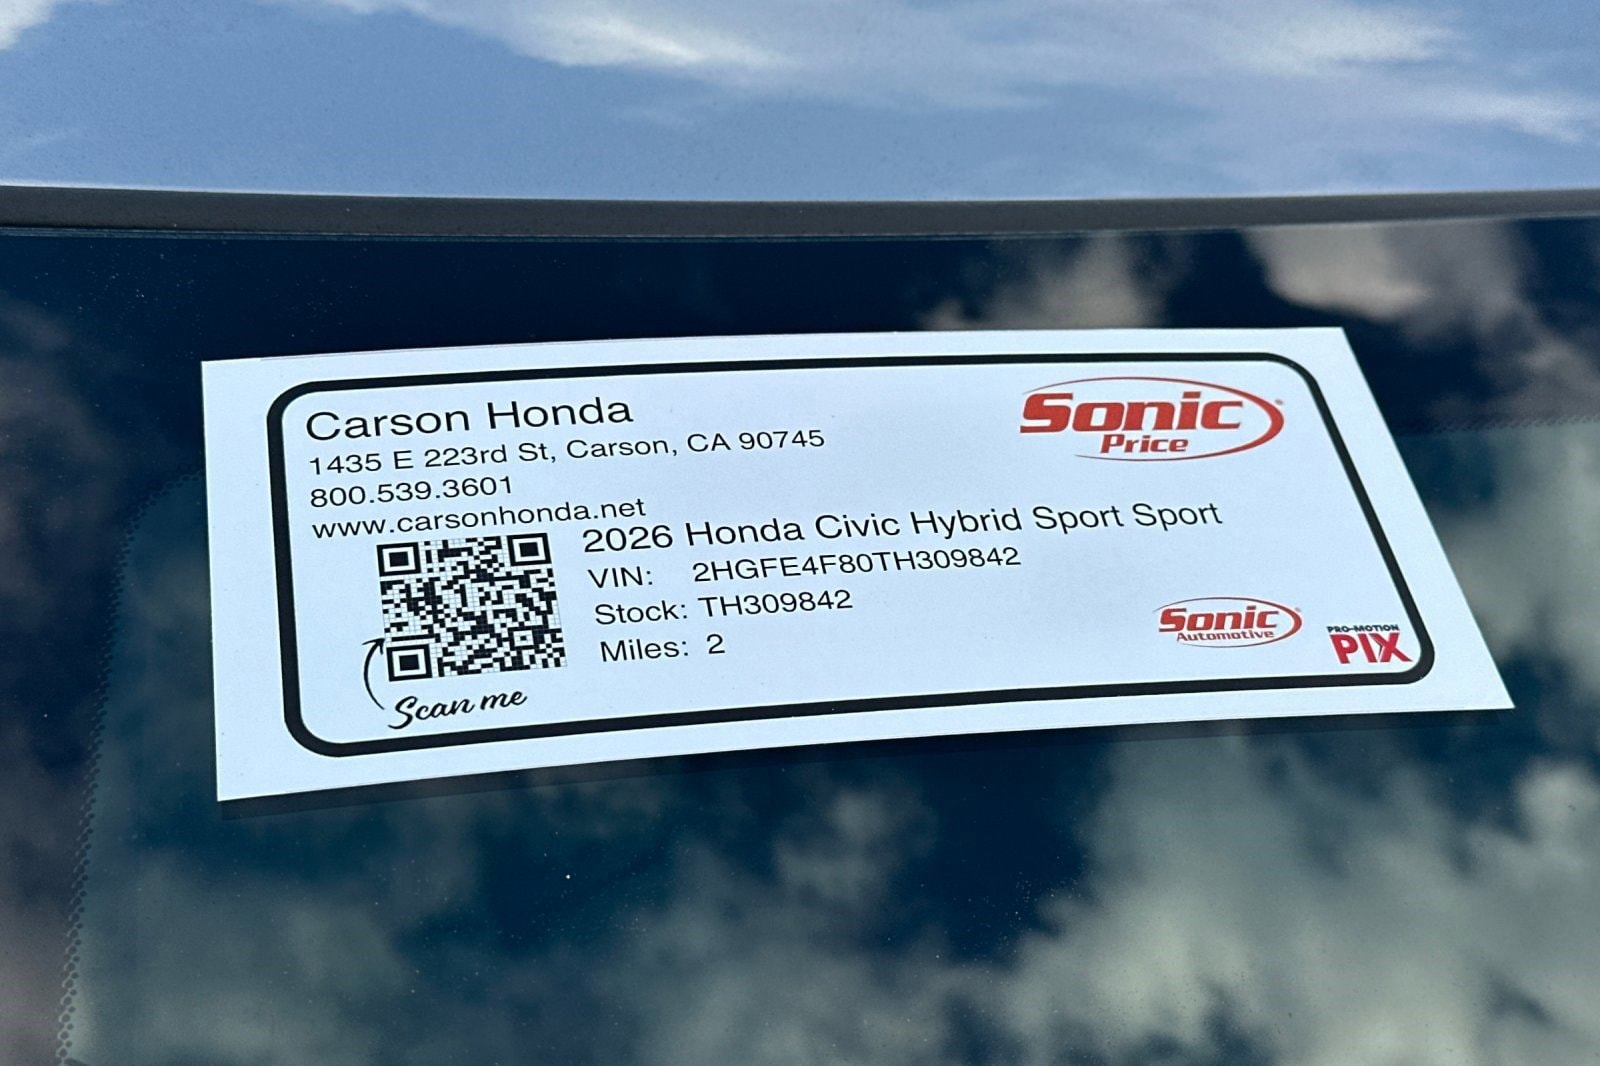 Carson Honda
1435 E 223rd St, Carson, CA 90745
800.539.3601
www.carsonhonda.net
Sonic
Price
2026 Honda Civic Hybrid Sport Sport
VIN: 2HGFE4F80TH309842
Stock: TH309842
Miles: 2
Scan me
Sonic
Automotive
PRO-MOTION
PIX